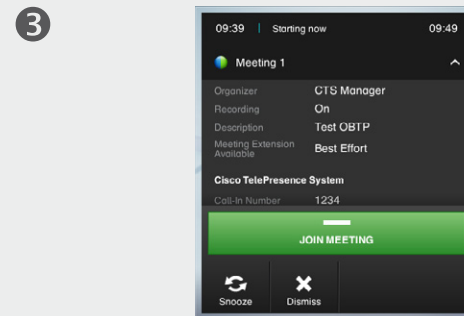 3
09:39 | Starting now 09:49
Meeting 1
Organizer CTS Manager
Recording On
Description Test OBTP
Meeting Extension
Available Best Effort
Cisco TelePresence System
Call-In Number 1234
JOIN MEETING
Snooze Dismiss